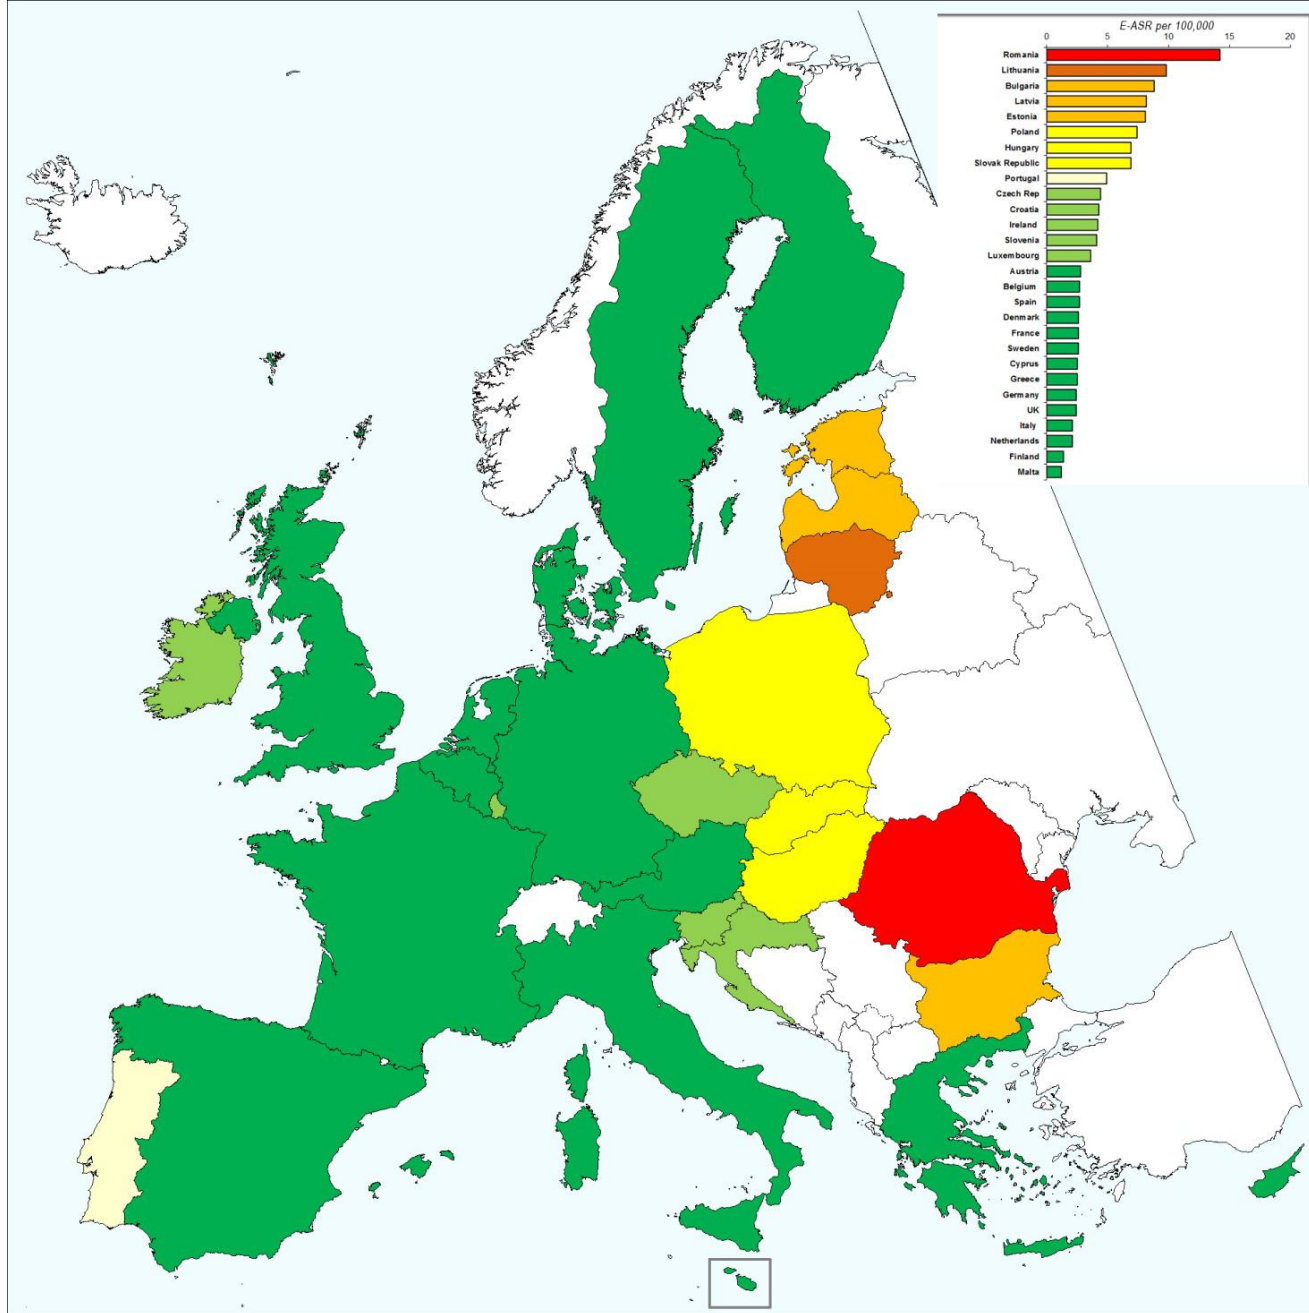 E-ASR per 100,000
0 5 10 15 20
Romania
Lithuania
Bulgaria
Latvia
Estonia
Poland
Hungary
Slovak Republic
Portugal
Czech Rep
Croatia
Ireland
Slovenia
Luxembourg
Austria
Belgium
Spain
Denmark
France
Sweden
Cyprus
Greece
Germany
UK
Italy
Netherlands
Finland
Malta